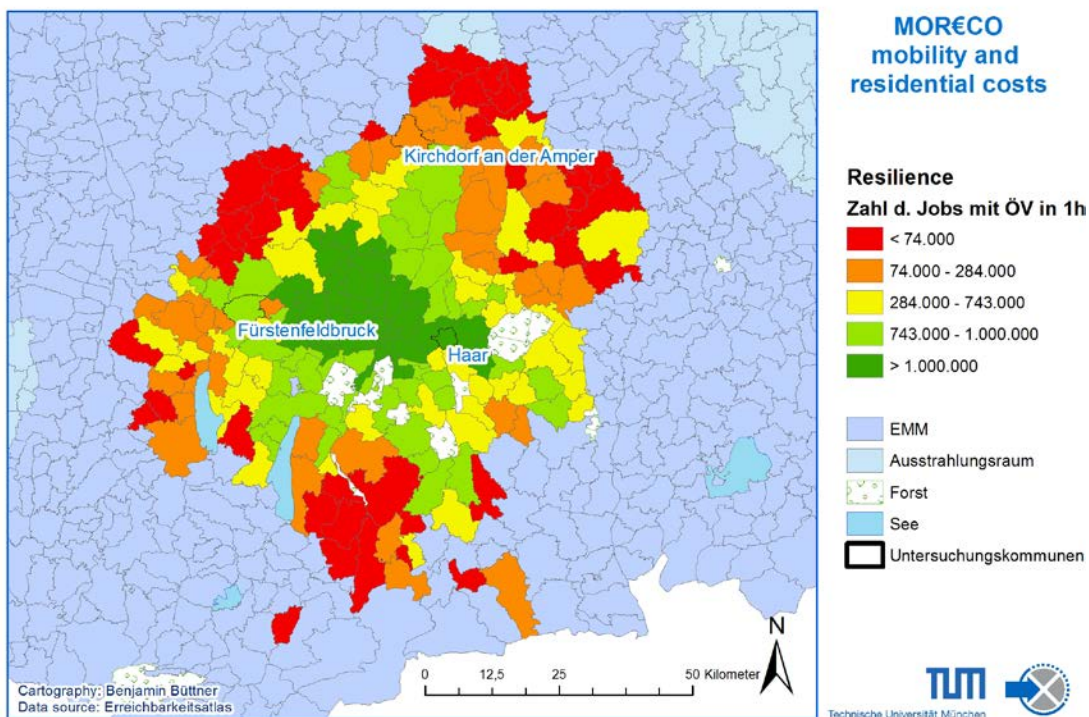 MOR€CO
mobility and
residential costs
Resilience
Zahl d. Jobs mit ÖV in 1h
< 74.000
74.000 - 284.000
284.000 - 743.000
743.000 - 1.000.000
> 1.000.000
EMM
Ausstrahlungsraum
Forst
See
Untersuchungskommunen
Kirchdorf an der Amper
Fürstenfeldbruck
Haar
N
0 12,5 25 50 Kilometer
Cartography: Benjamin Büttner
Data source: Erreichbarkeitsatlas
TUM
Technische Universität München